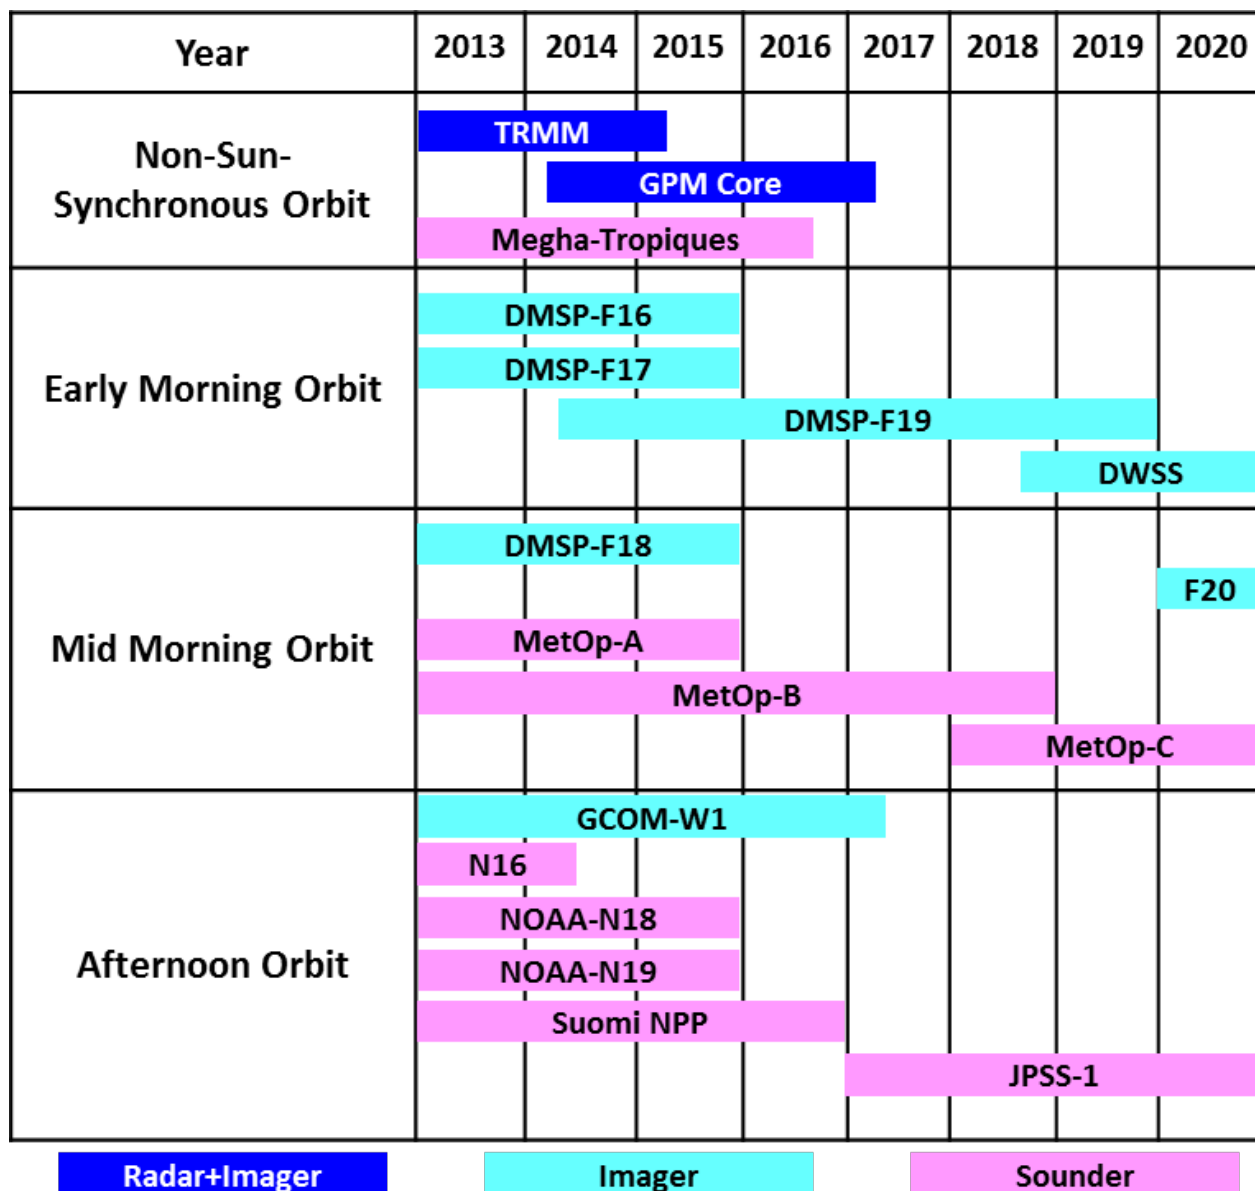 Year 2013 2014 2015 2016 2017 2018 2019 2020
Non-Sun-
Synchronous Orbit
TRMM
GPM Core
Megha-Tropiques
Early Morning Orbit
DMSP-F16
DMSP-F17
DMSP-F19
DWSS
Mid Morning Orbit
DMSP-F18
F20
MetOp-A
MetOp-B
MetOp-C
Afternoon Orbit
GCOM-W1
N16
NOAA-N18
NOAA-N19
Suomi NPP
JPSS-1
Radar+Imager Imager Sounder